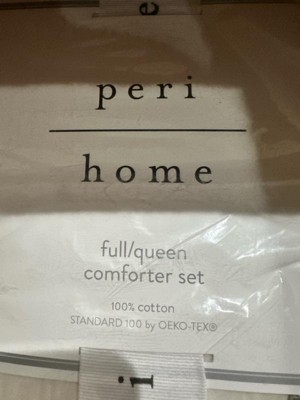 peri
home
full/queen
comforter set
100% cotton
STANDARD 100 by OEKO-TEX®